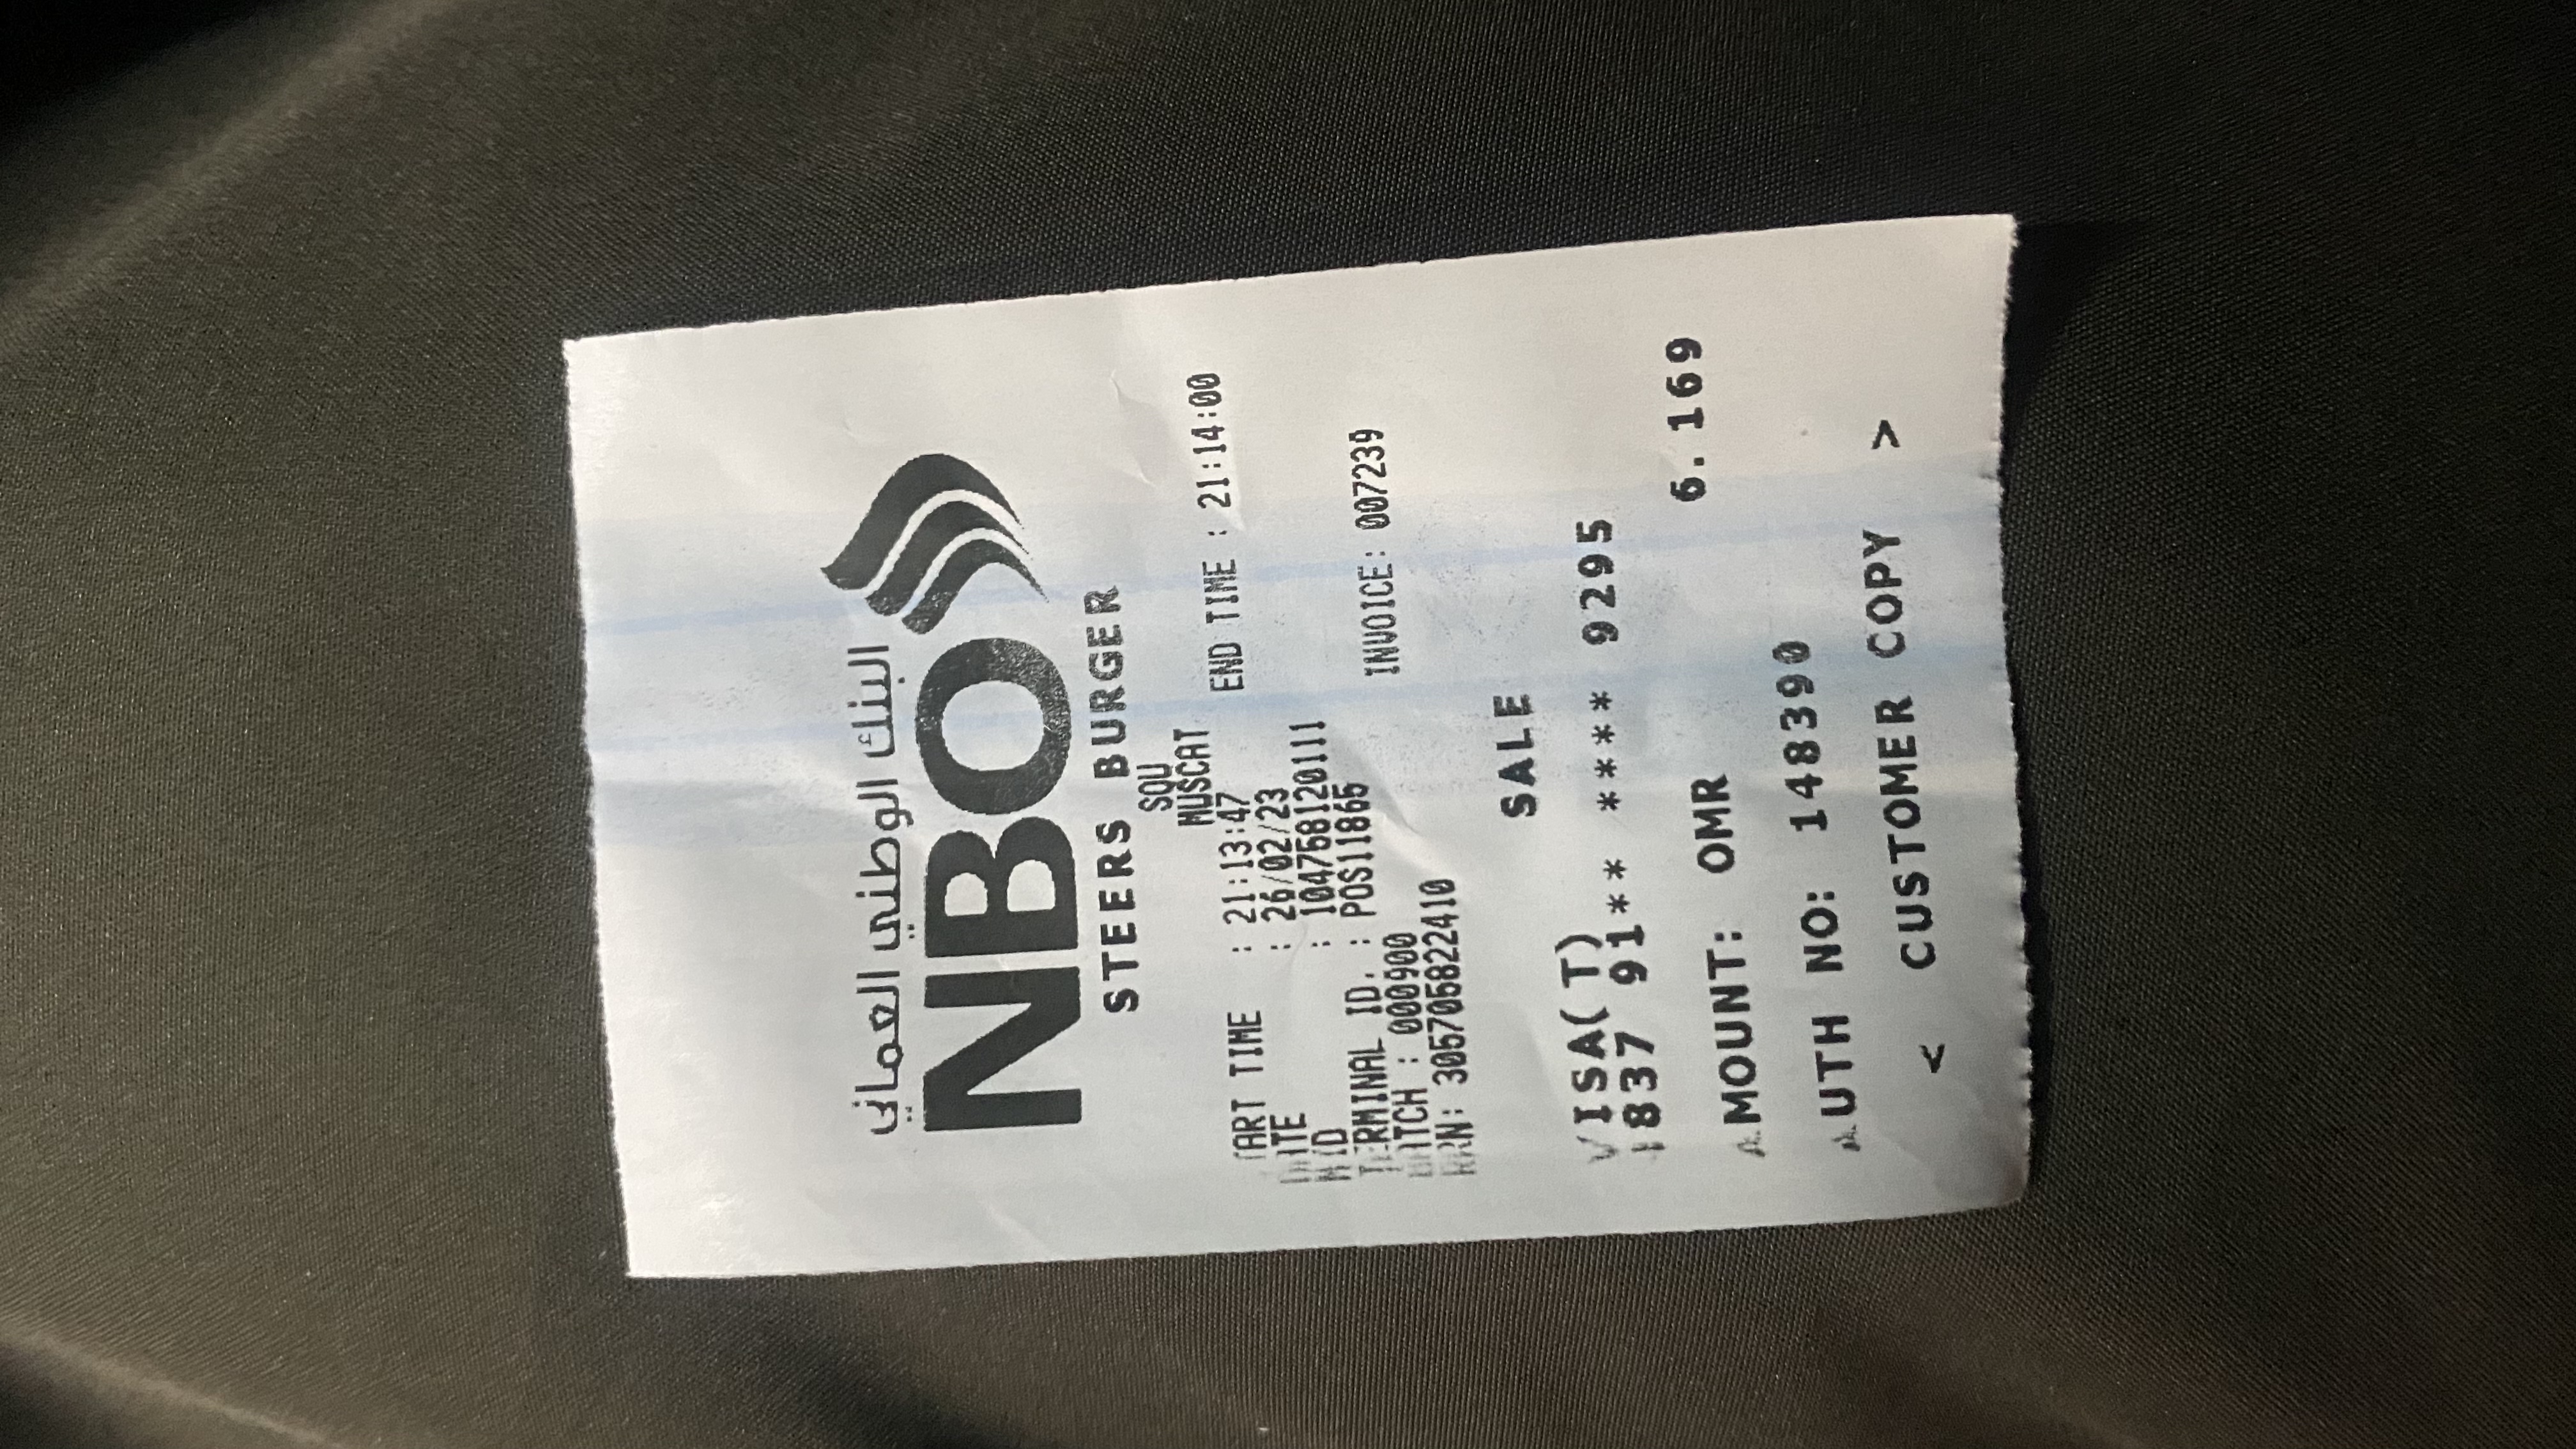 البنك الوطني العماني
NBO
STEERS BURGER
SQU
MUSCAT
TART TIME : 21:13:47 END TIME : 21:14:00
DATE : 26/02/23
MID : 104756120111
TERMINAL ID. : POS11865
BATCH : 000900 INVOICE: 007239
RRN: 305705822410
SALE
VISA( T)
837 91** **** 9295
AMOUNT: OMR 6.169
AUTH NO: 148390
< CUSTOMER COPY >